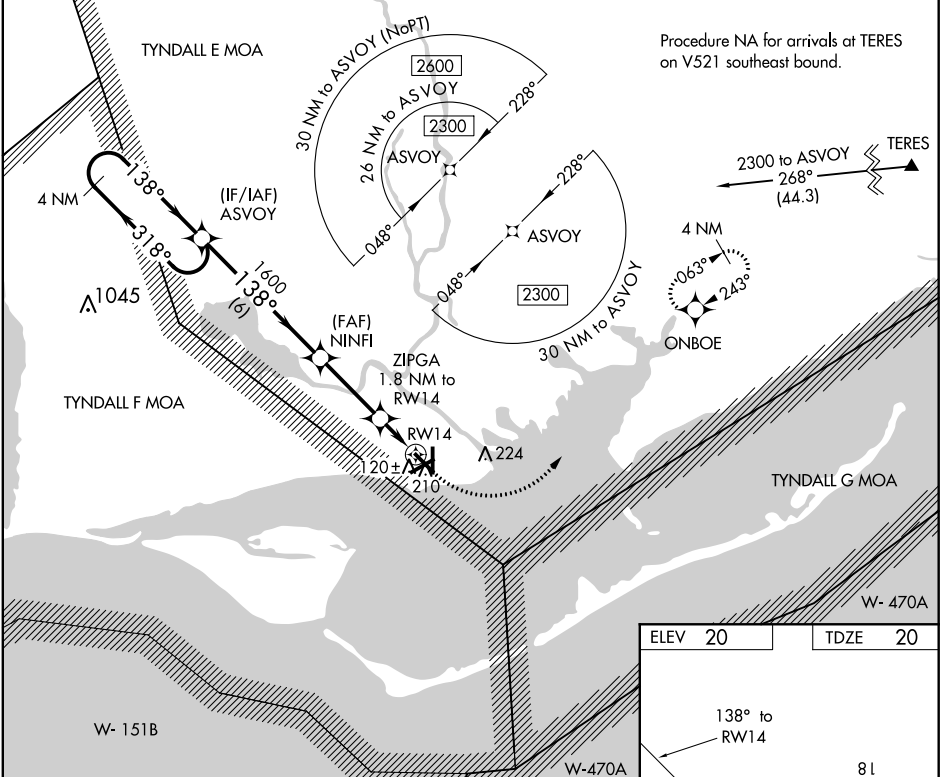 TYNDALL E MOA
30 NM to ASVOY (NoPT)
2600
26 NM to ASVOY
2300
228°
ASVOY
048°
Procedure NA for arrivals at TERES
on V521 southeast bound.
TERES
2300 to ASVOY
268°
(44.3)
228°
ASVOY
048°
2300
30 NM to ASVOY
4 NM
063°
243°
ONBOE
4 NM
138°
318°
(IF/IAF)
ASVOY
1045
1600
138°
(6)
(FAF)
NINFI
ZIPGA
1.8 NM to
RW14
TYNDALL F MOA
RW14
120±
210
224
TYNDALL G MOA
W- 470A
W- 151B
W-470A
ELEV 20
TDZE 20
138° to
RW14
18